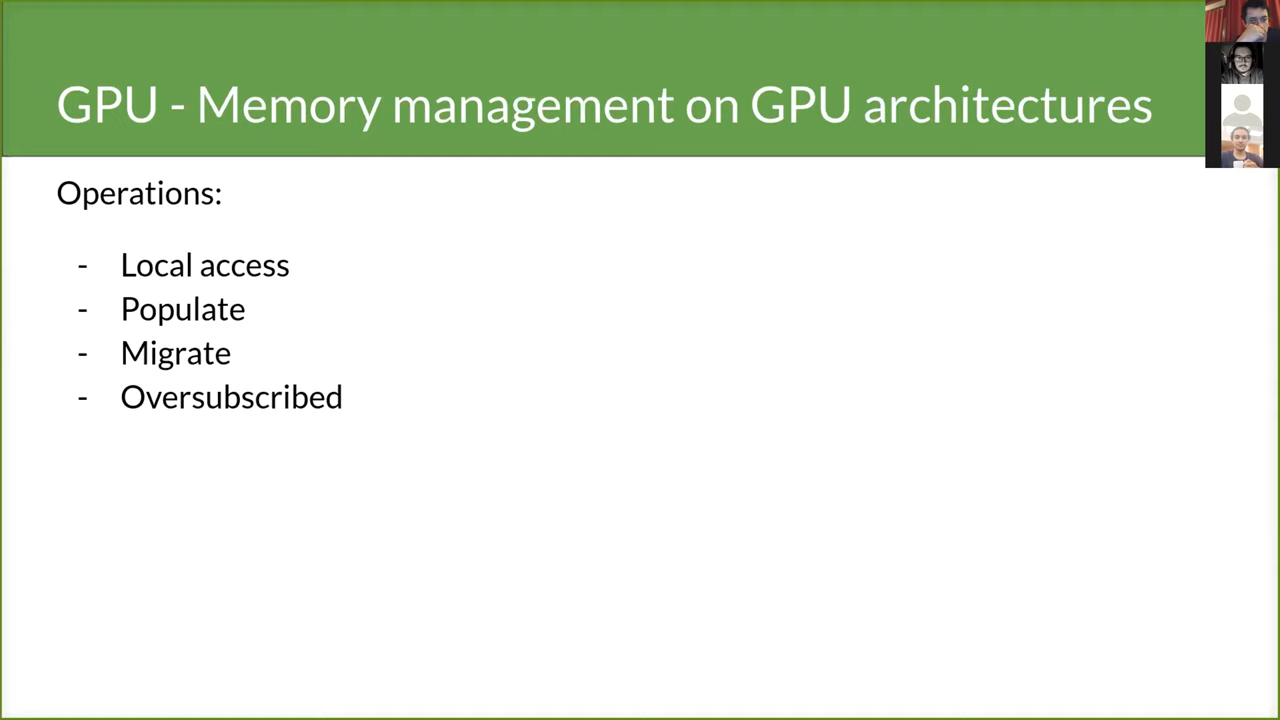 GPU - Memory management on GPU architectures
Operations:
- Local access
- Populate
- Migrate
- Oversubscribed